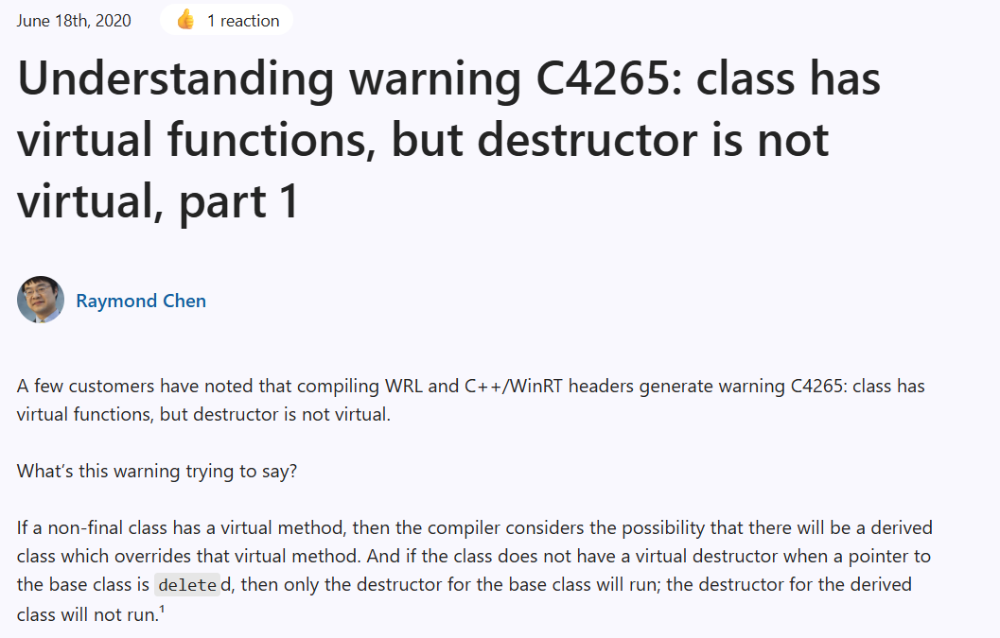 June 18th, 2020 👍 1 reaction
Understanding warning C4265: class has
virtual functions, but destructor is not
virtual, part 1
Raymond Chen
A few customers have noted that compiling WRL and C++/WinRT headers generate warning C4265: class has
virtual functions, but destructor is not virtual.
What’s this warning trying to say?
If a non-final class has a virtual method, then the compiler considers the possibility that there will be a derived
class which overrides that virtual method. And if the class does not have a virtual destructor when a pointer to
the base class is deleted, then only the destructor for the base class will run; the destructor for the derived
class will not run.¹